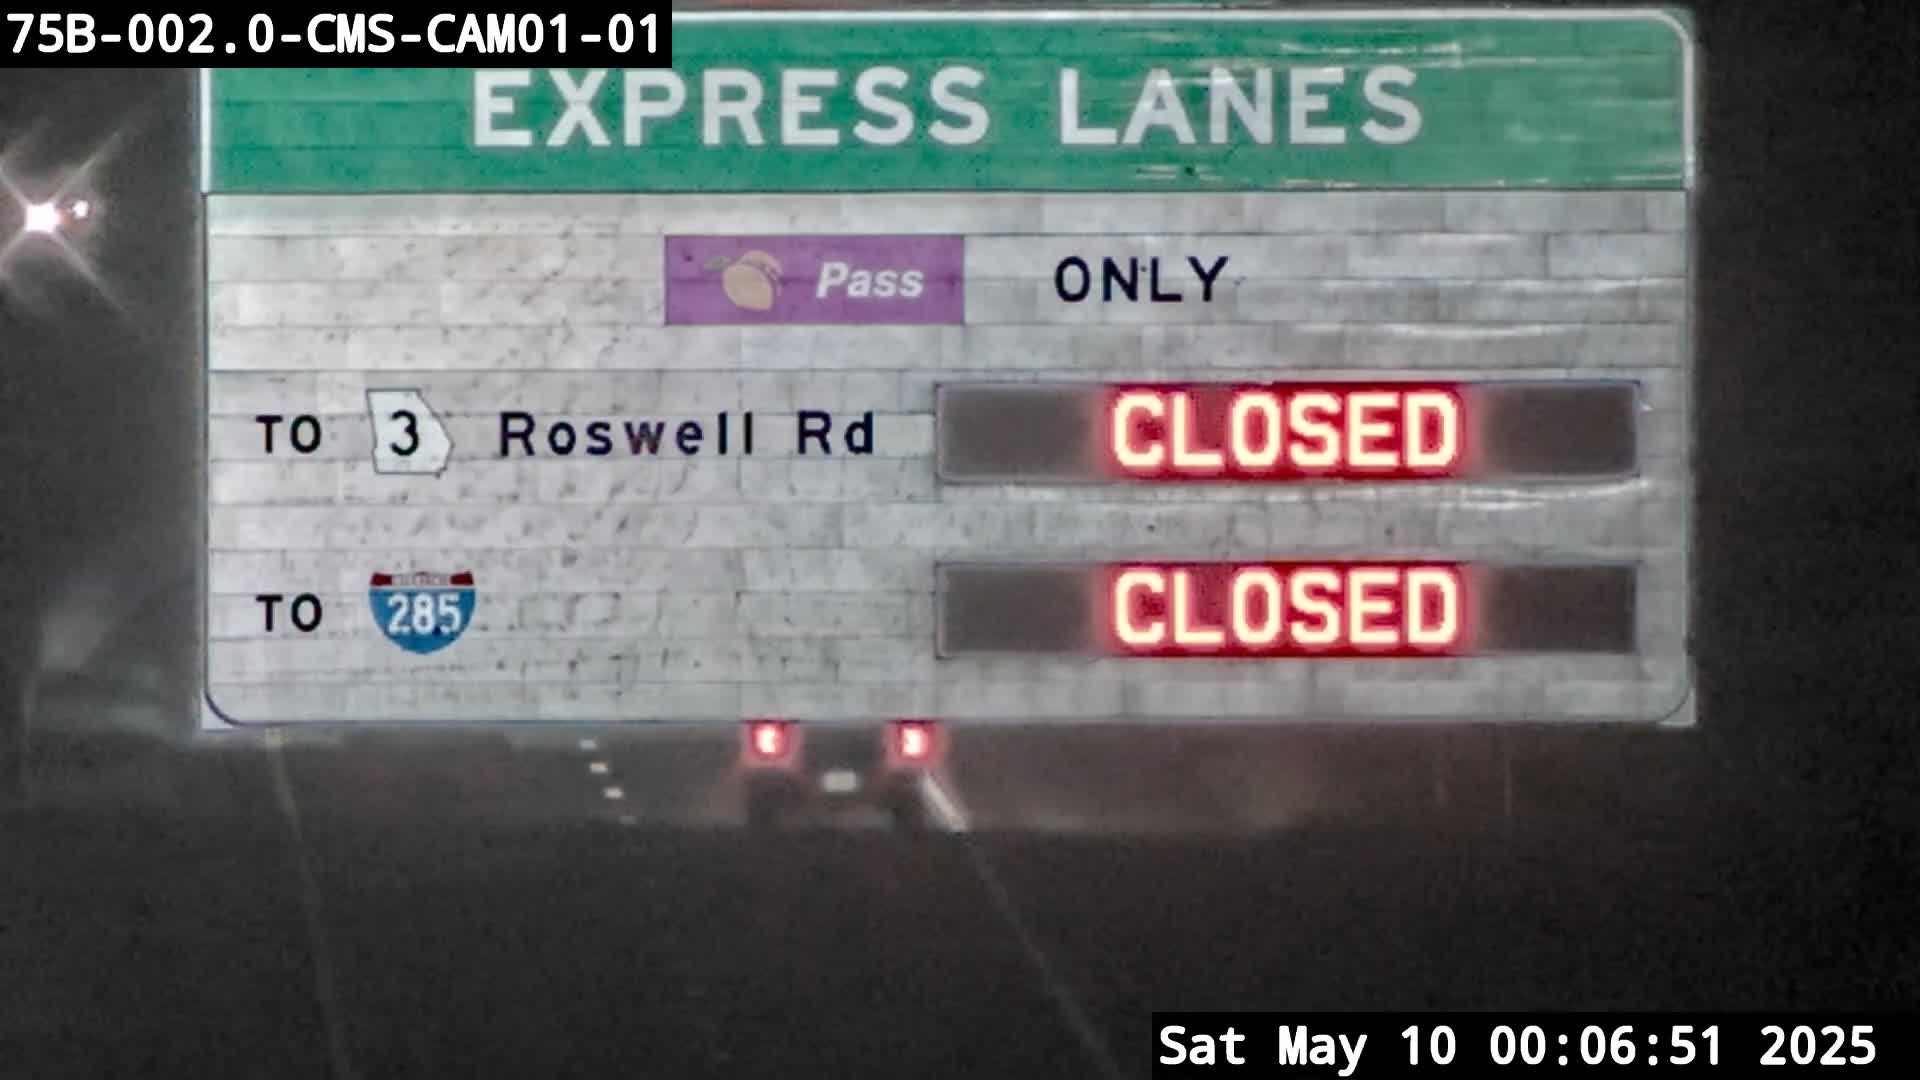 75B-002.0-CMS-CAM01-01
EXPRESS LANES
Pass ONLY
TO 3 Roswell Rd CLOSED
TO 285 CLOSED
Sat May 10 00:06:51 2025